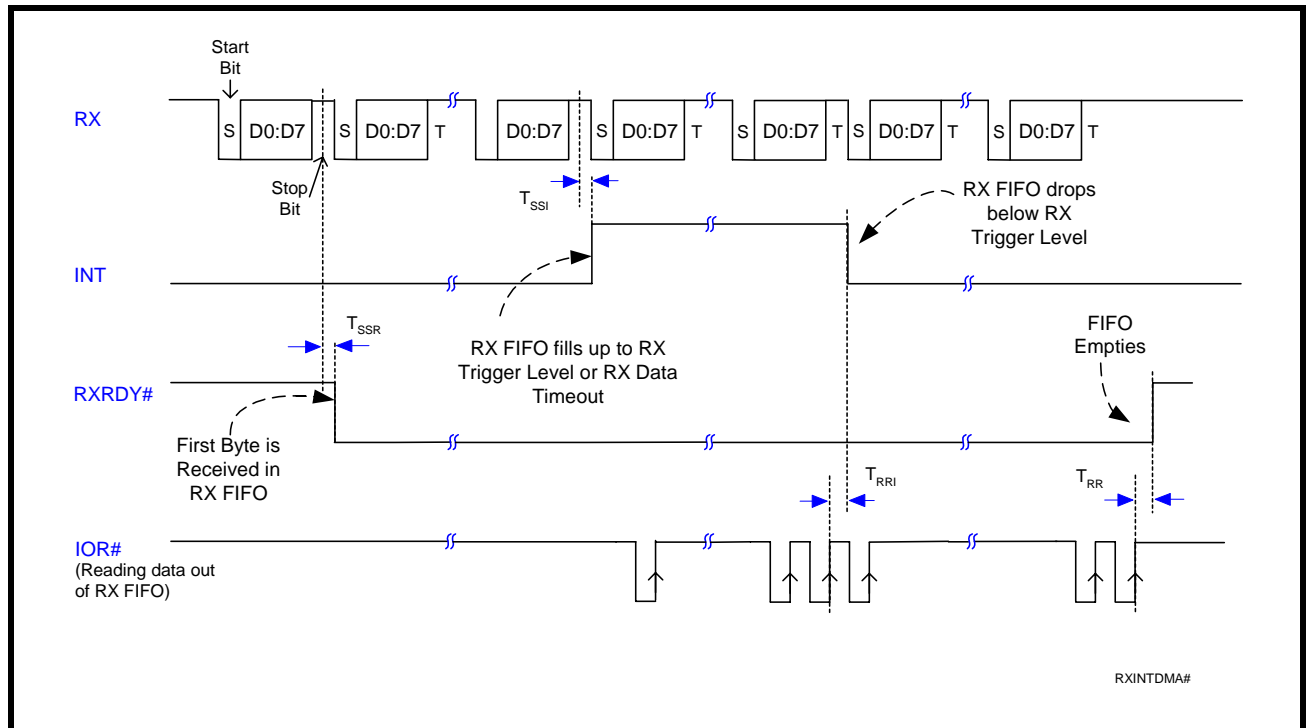 Start
Bit
RX
S D0:D7 S D0:D7 T D0:D7 S D0:D7 T S D0:D7 T S D0:D7 T S D0:D7 T
Stop
Bit
TSSI
RX FIFO drops
below RX
Trigger Level
INT
TSSR
RX FIFO fills up to RX
Trigger Level or RX Data
Timeout
FIFO
Empties
RXRDY#
First Byte is
Received in
RX FIFO
TRRI
TRR
IOR#
(Reading data out
of RX FIFO)
RXINTDMA#